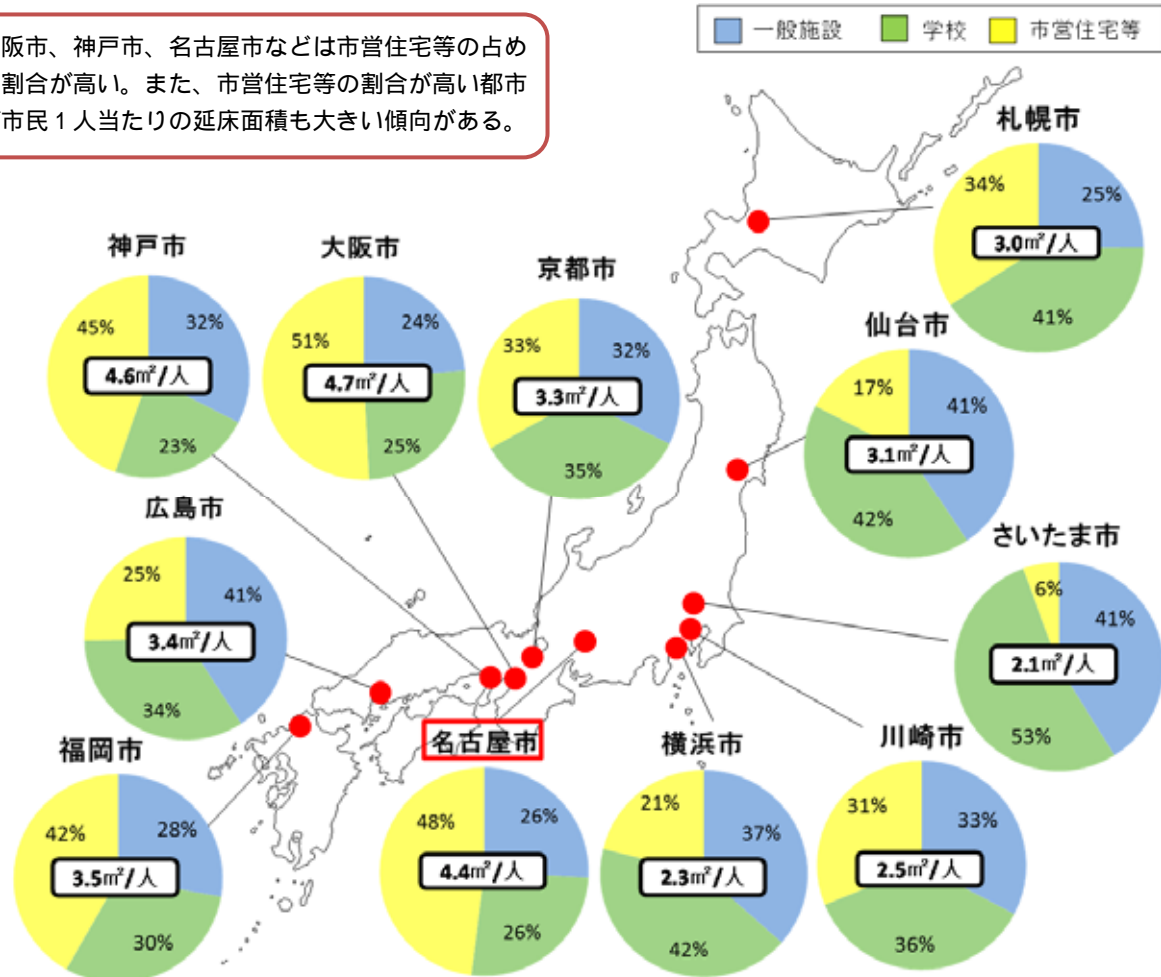 阪市、神戸市、名古屋市などは市営住宅等の占め
割合が高い。また、市営住宅等の割合が高い都市
市民1人当たりの延床面積も大きい傾向がある。
一般施設 学校 市営住宅等
札幌市
34%
25%
3.0㎡/人
41%
神戸市
45%
32%
4.6㎡/人
23%
大阪市
51%
24%
4.7㎡/人
25%
京都市
33%
32%
3.3㎡/人
35%
仙台市
17%
41%
3.1㎡/人
42%
広島市
25%
41%
3.4㎡/人
34%
さいたま市
6%
41%
2.1㎡/人
53%
福岡市
42%
28%
3.5㎡/人
30%
名古屋市
48%
26%
4.4㎡/人
26%
横浜市
21%
37%
2.3㎡/人
42%
川崎市
31%
33%
2.5㎡/人
36%